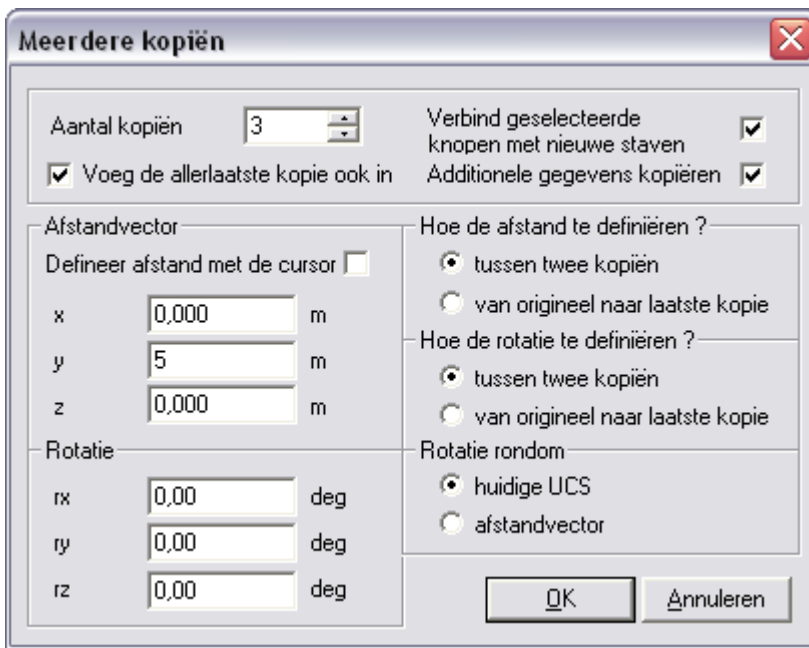 Meerdere kopiën
Aantal kopiën 3
Verbind geselecteerde
knopen met nieuwe staven
Voeg de allerlaatste kopie ook in
Additionele gegevens kopiëren
Afstandvector
Defineer afstand met de cursor
x 0,000 m
y 5 m
z 0,000 m
Hoe de afstand te definiëren ?
tussen twee kopiën
van origineel naar laatste kopie
Hoe de rotatie te definiëren ?
tussen twee kopiën
van origineel naar laatste kopie
Rotatie
rx 0,00 deg
ry 0,00 deg
rz 0,00 deg
Rotatie rondom
huidige UCS
afstandvector
OK
Annuleren